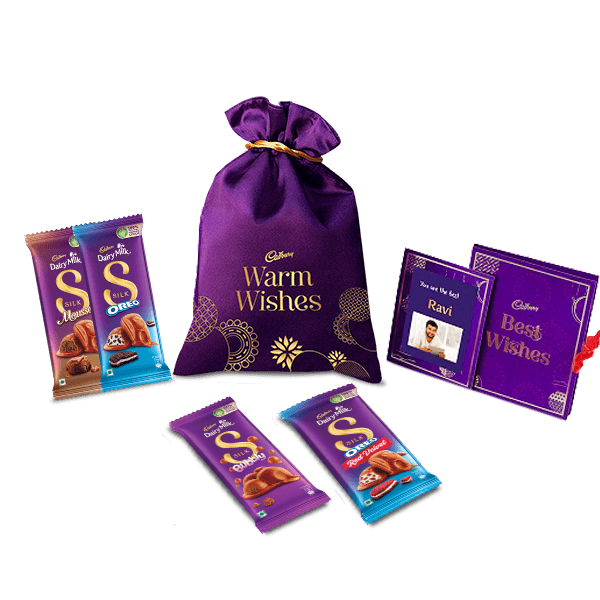 Cadbury
Warm
Wishes
Cadbury
Dairy Milk
S
SILK
Mousse
Cadbury
Dairy Milk
S
SILK
OREO
You are the best
Ravi
Cadbury
Best
Wishes
Cadbury
Dairy Milk
S
SILK
Bubbly
Cadbury
Dairy Milk
S
SILK
OREO
Red Velvet